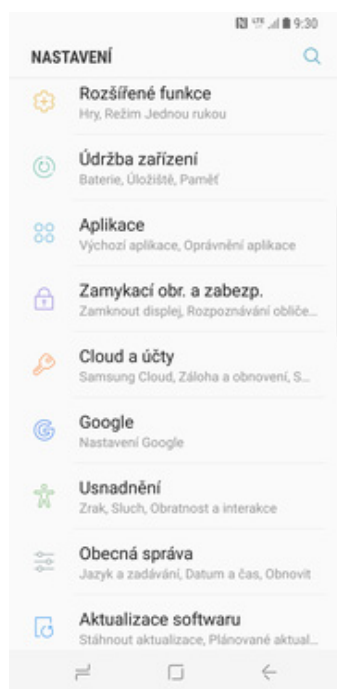 9:30
NASTAVENÍ
Rozšířené funkce
Hry, Režim Jednou rukou
Údržba zařízení
Baterie, Úložiště, Paměť
Aplikace
Výchozí aplikace, Oprávnění aplikace
Zamykací obr. a zabezp.
Zamknout displej, Rozpoznávání obliče...
Cloud a účty
Samsung Cloud, Záloha a obnovení, S...
Google
Nastavení Google
Usnadnění
Zrak, Sluch, Obratnost a interakce
Obecná správa
Jazyk a zadávání, Datum a čas, Obnovit
Aktualizace softwaru
Stáhnout aktualizace, Plánované aktual...